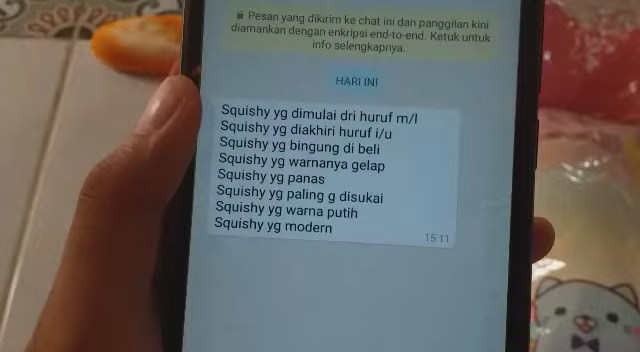 Pesan yang dikirim ke chat ini dan panggilan kini
diamankan dengan enkripsi end-to-end. Ketuk untuk
info selengkapnya.
HARI INI
Squishy yg dimulai dri huruf m/l
Squishy yg diakhiri huruf i/u
Squishy yg bingung di beli
Squishy yg warnanya gelap
Squishy yg panas
Squishy yg paling g disukai
Squishy yg warna putih
Squishy yg modern
15.11